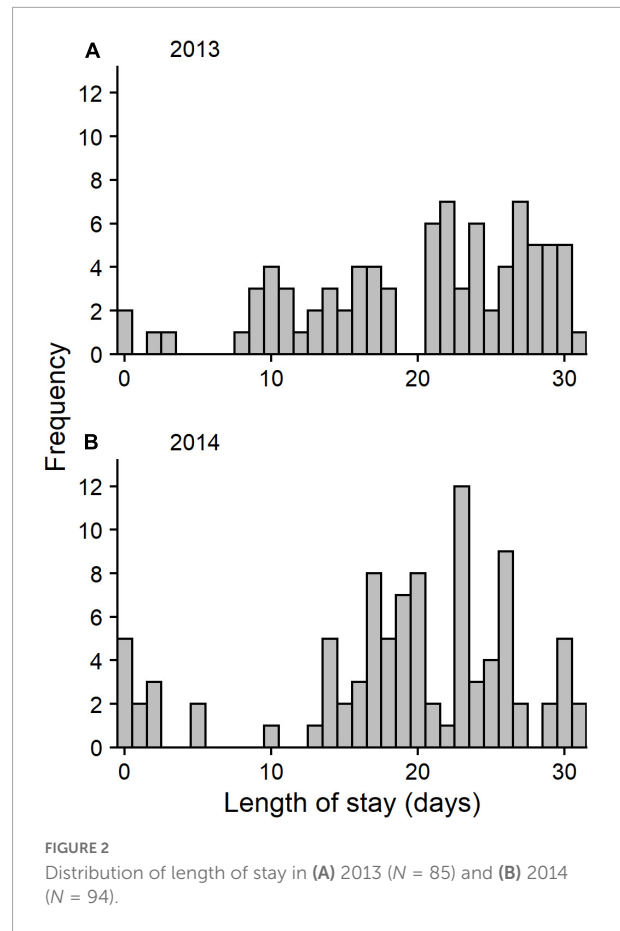 A 2013
12
10
8
6
4
2
0
0 10 20 30
Frequency
B 2014
12
10
8
6
4
2
0
0 10 20 30
Length of stay (days)
FIGURE 2
Distribution of length of stay in (A) 2013 (N = 85) and (B) 2014
(N = 94).